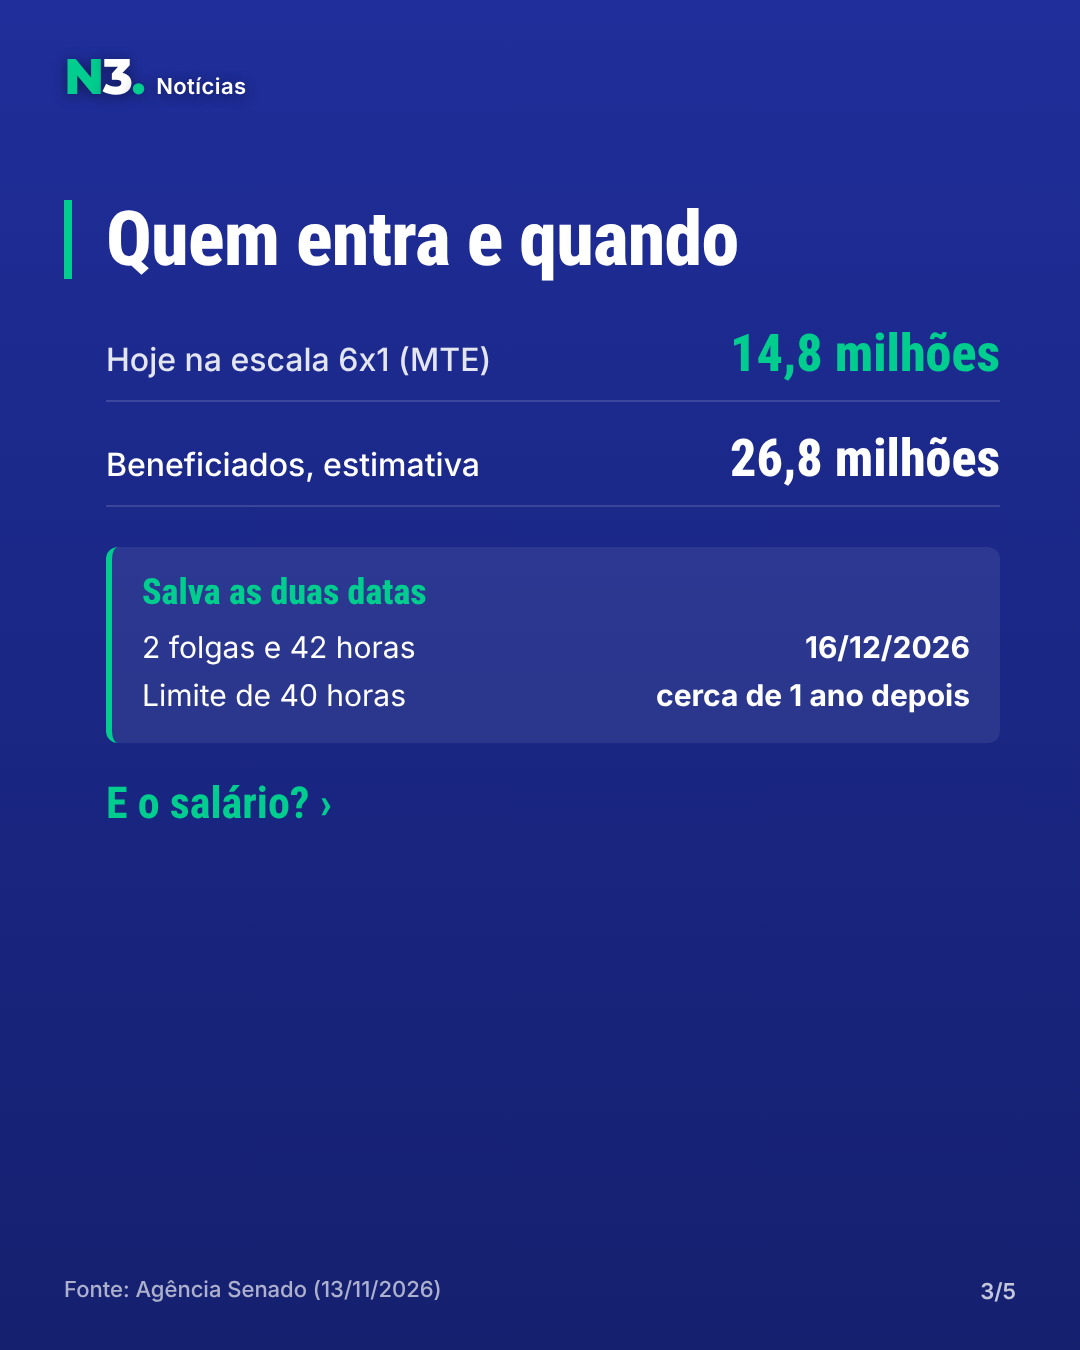 N3. Notícias
Quem entra e quando
Hoje na escala 6x1 (MTE) 14,8 milhões
Beneficiados, estimativa 26,8 milhões
Salva as duas datas
2 folgas e 42 horas 16/12/2026
Limite de 40 horas cerca de 1 ano depois
E o salário? ›
Fonte: Agência Senado (13/11/2026) 3/5